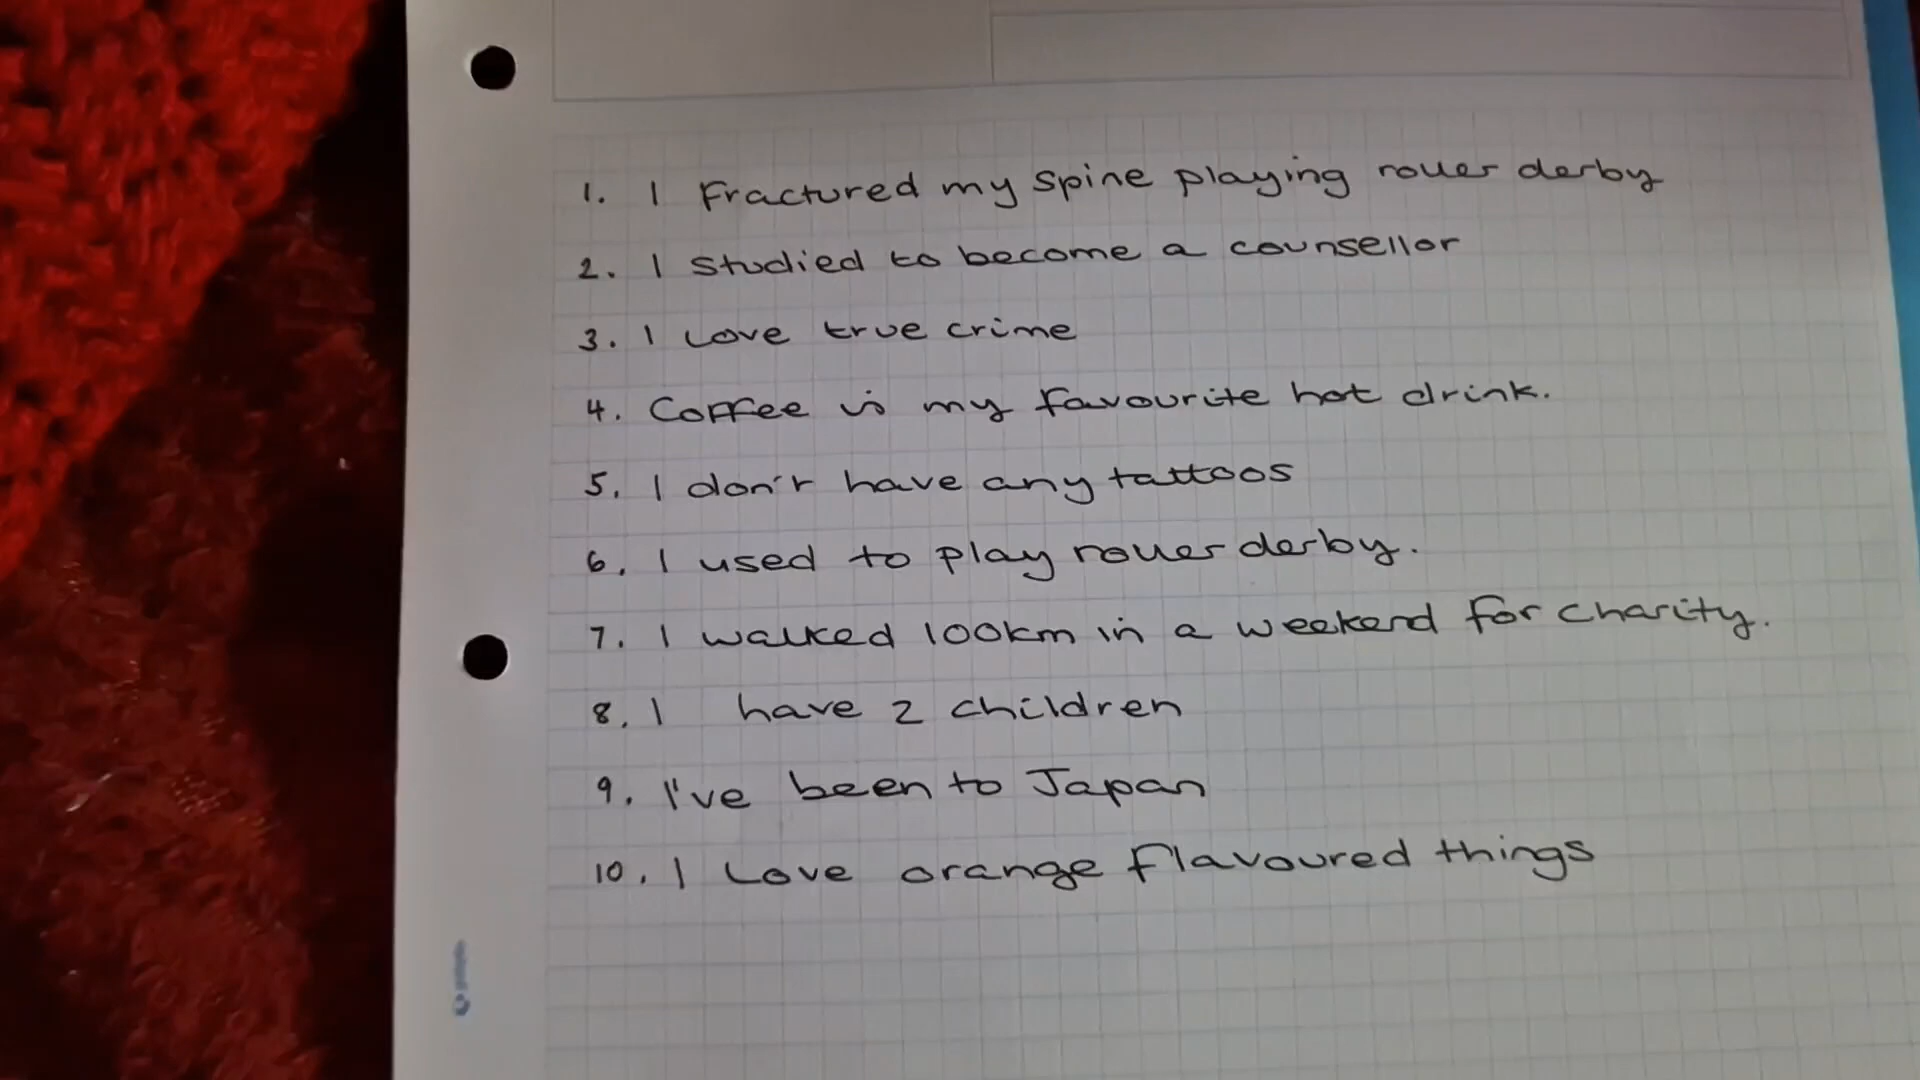 1. I Fractured my spine playing roller derby
2. I studied to become a counsellor
3. I love true crime
4. Coffee is my favourite hot drink.
5. I don't have any tattoos
6. I used to play roller derby.
7. I walked 100km in a weekend for charity.
8. I have 2 children
9. I've been to Japan
10. I love orange flavoured things